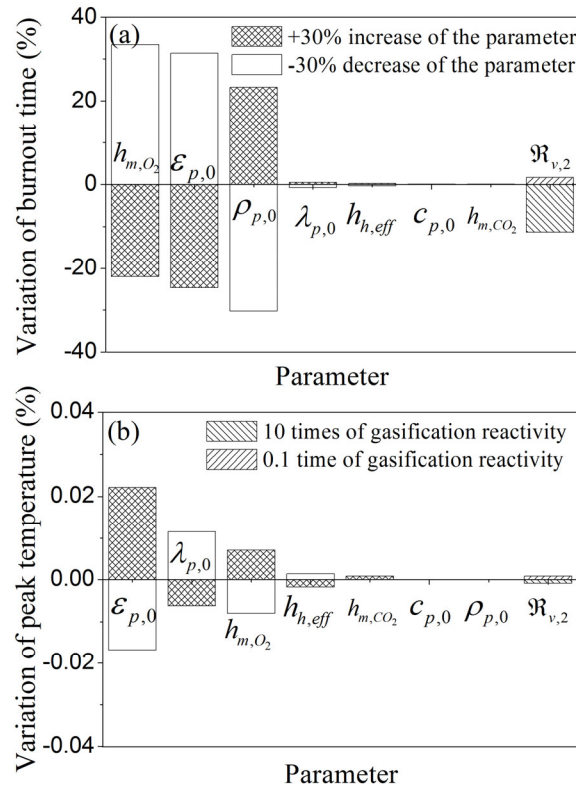 (a)
+30% increase of the parameter
-30% decrease of the parameter
Variation of burnout time (%)
40
20
0
-20
-40
h_{m,O_2}
ε_{p,0}
ρ_{p,0}
λ_{p,0}
h_{h,eff}
c_{p,0}
h_{m,CO_2}
ℜ_{v,2}
Parameter
(b)
10 times of gasification reactivity
0.1 time of gasification reactivity
Variation of peak temperature (%)
0.04
0.02
0.00
-0.02
-0.04
ε_{p,0}
λ_{p,0}
h_{m,O_2}
h_{h,eff}
h_{m,CO_2}
c_{p,0}
ρ_{p,0}
ℜ_{v,2}
Parameter